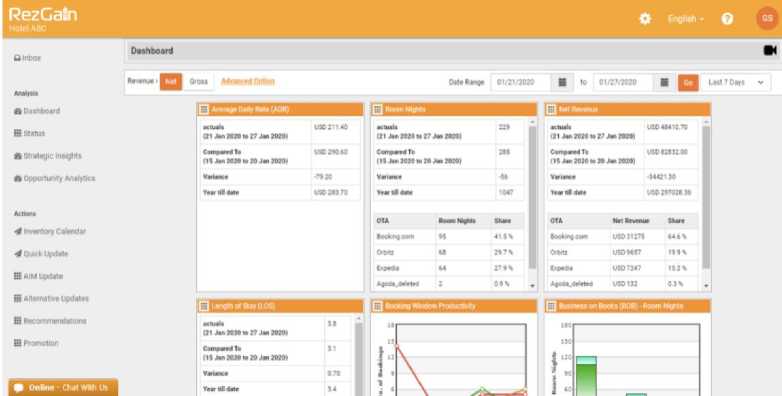 RezGain
Hotel ABC
English
?
GS
Inbox
Analysis
Dashboard
Status
Strategic Insights
Opportunity Analytics
Actions
Inventory Calendar
Quick Update
AIM Update
Alternative Updates
Recommendations
Promotion
Online - Chat With Us
Dashboard
Revenue : Net Gross Advanced Option
Date Range 01/21/2020 to 01/27/2020 Go Last 7 Days
Average Daily Rate (ADR)
actuals USD 211.40
(21 Jan 2020 to 27 Jan 2020)
Compared To USD 290.60
(15 Jan 2020 to 20 Jan 2020)
Variance -79.20
Year till date USD 283.70
Room Nights
actuals 229
(21 Jan 2020 to 27 Jan 2020)
Compared To 285
(15 Jan 2020 to 20 Jan 2020)
Variance -56
Year till date 1047
OTA Room Nights Share
Booking.com 95 41.5 %
Orbitz 68 29.7 %
Expedia 64 27.9 %
Agoda_deleted 2 0.9 %
Net Revenue
actuals USD 48410.70
(21 Jan 2020 to 27 Jan 2020)
Compared To USD 82832.00
(15 Jan 2020 to 20 Jan 2020)
Variance -34421.30
Year till date USD 297028.36
OTA Net Revenue Share
Booking.com USD 31275 64.6 %
Orbitz USD 9657 19.9 %
Expedia USD 7347 15.2 %
Agoda_deleted USD 132 0.3 %
Length of Stay (LOS)
actuals 3.8
(21 Jan 2020 to 27 Jan 2020)
Compared To 3.1
(15 Jan 2020 to 20 Jan 2020)
Variance 0.70
Year till date 3.4
Booking Window Productivity
18
15
12
9
6
. of Bookings
Business on Books (BOB) - Room Nights
180
150
120
90
60
Room Nights